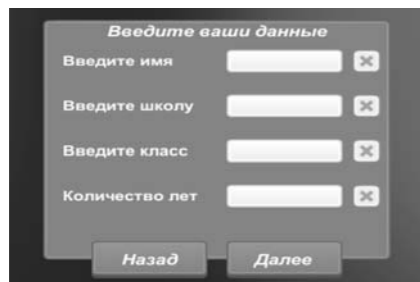 Введите ваши данные
Введите имя
Введите школу
Введите класс
Количество лет
Назад Далее